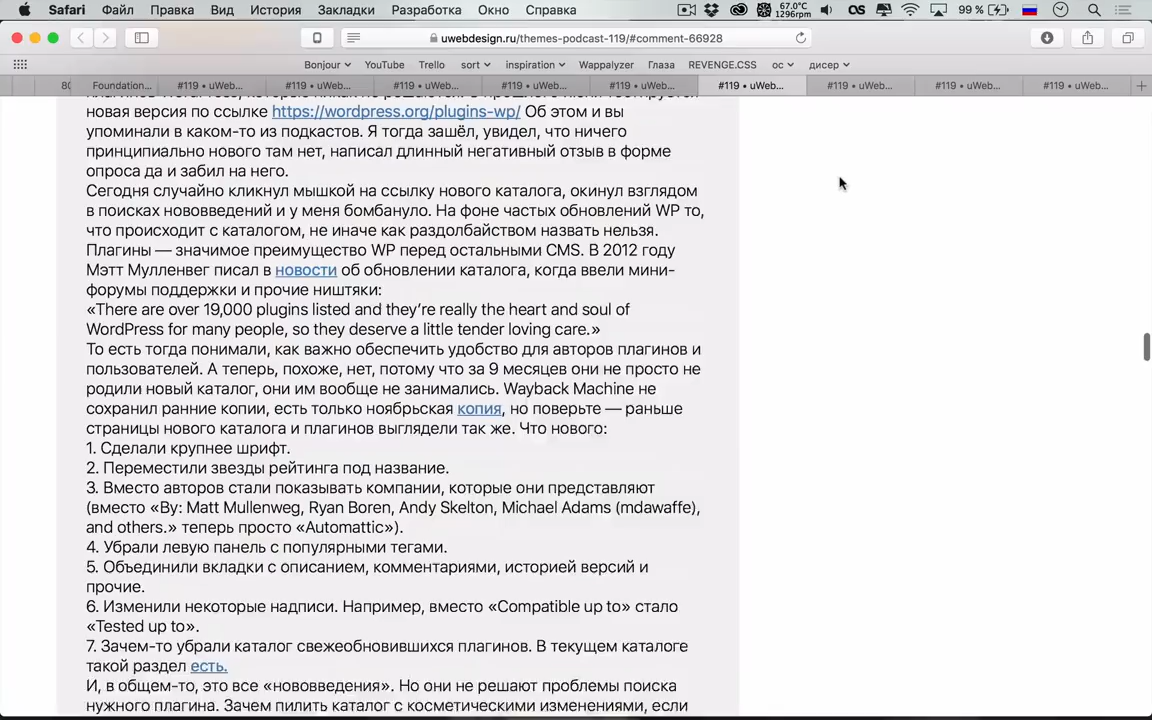 Safari Файл Правка Вид История Закладки Разработка Окно Справка
67.0°C
1296rpm
99 %
uwebdesign.ru/themes-podcast-119/#comment-66928
Bonjour YouTube Trello sort inspiration Wappalyzer Глаза REVENGE.CSS ос дисер
Foundation... #119 • uWeb... #119 • uWeb... #119 • uWeb... #119 • uWeb... #119 • uWeb... #119 • uWeb... #119 • uWeb... #119 • uWeb... #119 • uWeb...
новая версия по ссылке https://wordpress.org/plugins-wp/ Об этом и вы
упоминали в каком-то из подкастов. Я тогда зашёл, увидел, что ничего
принципиально нового там нет, написал длинный негативный отзыв в форме
опроса да и забил на него.
Сегодня случайно кликнул мышкой на ссылку нового каталога, окинул взглядом
в поисках нововведений и у меня бомбануло. На фоне частых обновлений WP то,
что происходит с каталогом, не иначе как раздолбайством назвать нельзя.
Плагины — значимое преимущество WP перед остальными CMS. В 2012 году
Мэтт Мулленвег писал в новости об обновлении каталога, когда ввели мини-
форумы поддержки и прочие ништяки:
«There are over 19,000 plugins listed and they're really the heart and soul of
WordPress for many people, so they deserve a little tender loving care.»
То есть тогда понимали, как важно обеспечить удобство для авторов плагинов и
пользователей. А теперь, похоже, нет, потому что за 9 месяцев они не просто не
родили новый каталог, они им вообще не занимались. Wayback Machine не
сохранил ранние копии, есть только ноябрьская копия, но поверьте — раньше
страницы нового каталога и плагинов выглядели так же. Что нового:
1. Сделали крупнее шрифт.
2. Переместили звезды рейтинга под название.
3. Вместо авторов стали показывать компании, которые они представляют
(вместо «By: Matt Mullenweg, Ryan Boren, Andy Skelton, Michael Adams (mdawaffe),
and others.» теперь просто «Automattic»).
4. Убрали левую панель с популярными тегами.
5. Объединили вкладки с описанием, комментариями, историей версий и
прочие.
6. Изменили некоторые надписи. Например, вместо «Compatible up to» стало
«Tested up to».
7. Зачем-то убрали каталог свежеобновившихся плагинов. В текущем каталоге
такой раздел есть.
И, в общем-то, это все «нововведения». Но они не решают проблемы поиска
нужного плагина. Зачем пилить каталог с косметическими изменениями, если